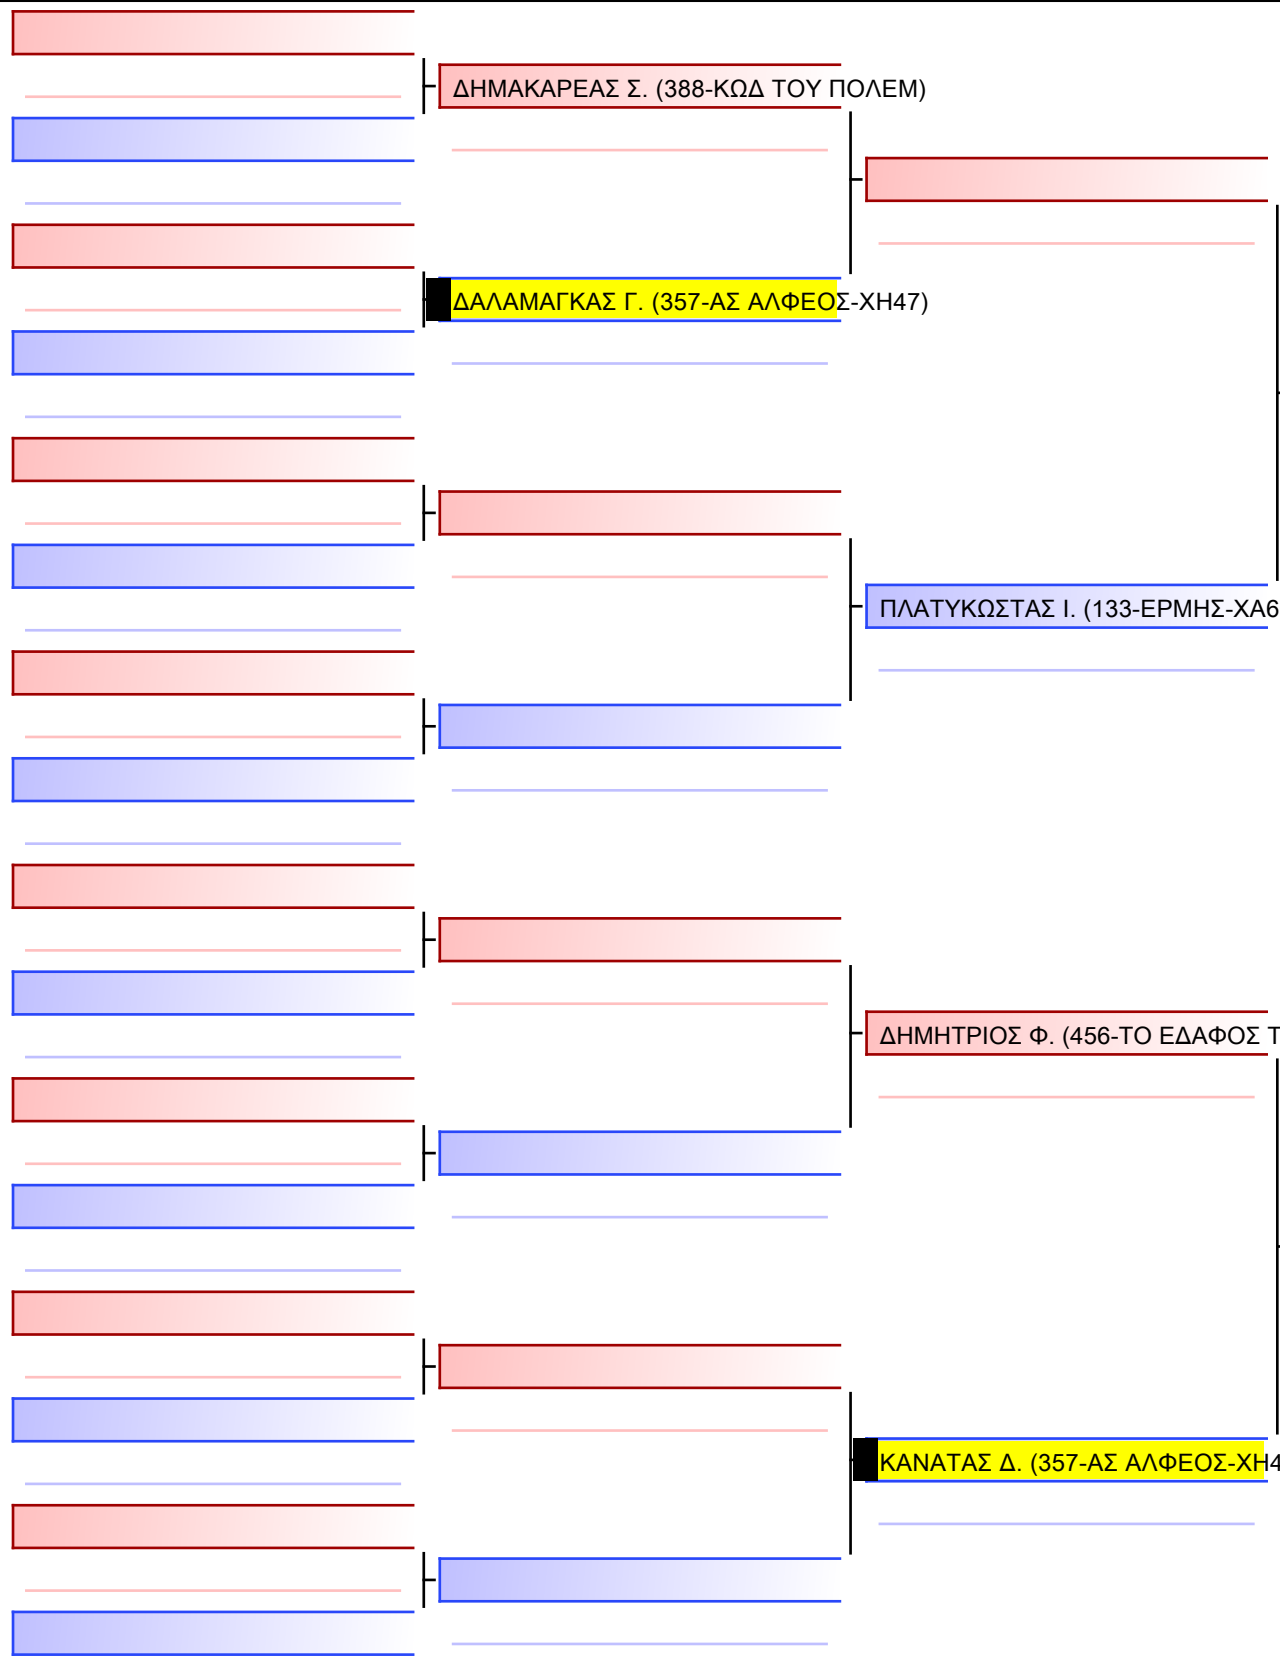 ΔΗΜΑΚΑΡΕΑΣ Σ. (388-ΚΩΔ ΤΟΥ ΠΟΛΕΜ)
ΔΑΛΑΜΑΓΚΑΣ Γ. (357-ΑΣ ΑΛΦΕΟΣ-ΧΗ47)
ΠΛΑΤΥΚΩΣΤΑΣ Ι. (133-ΕΡΜΗΣ-ΧΑ6
ΔΗΜΗΤΡΙΟΣ Φ. (456-ΤΟ ΕΔΑΦΟΣ Τ
ΚΑΝΑΤΑΣ Δ. (357-ΑΣ ΑΛΦΕΟΣ-ΧΗ4